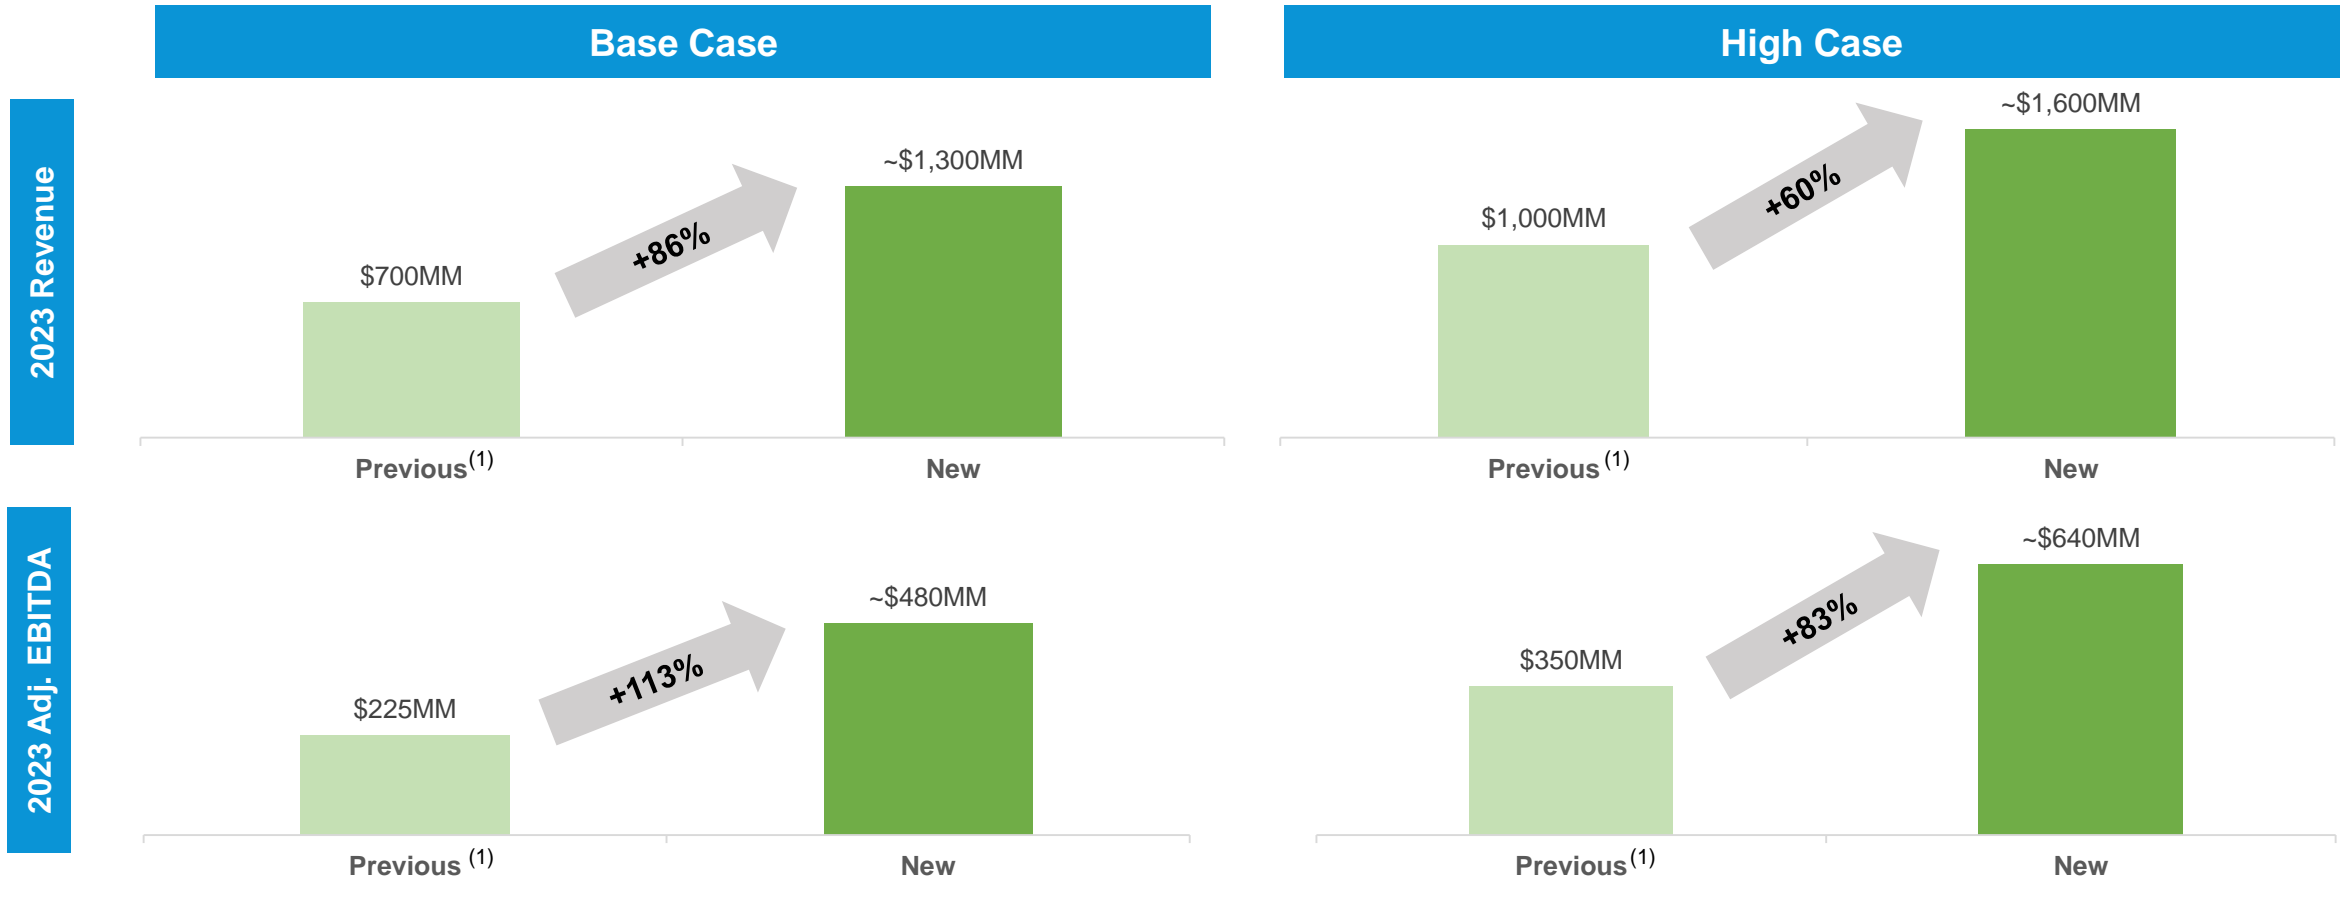 Base Case
High Case
2023 Revenue
$700MM
+86%
~$1,300MM
Previous(1)
New
$1,000MM
+60%
~$1,600MM
Previous (1)
New
2023 Adj. EBITDA
$225MM
+113%
~$480MM
Previous (1)
New
$350MM
+83%
~$640MM
Previous (1)
New